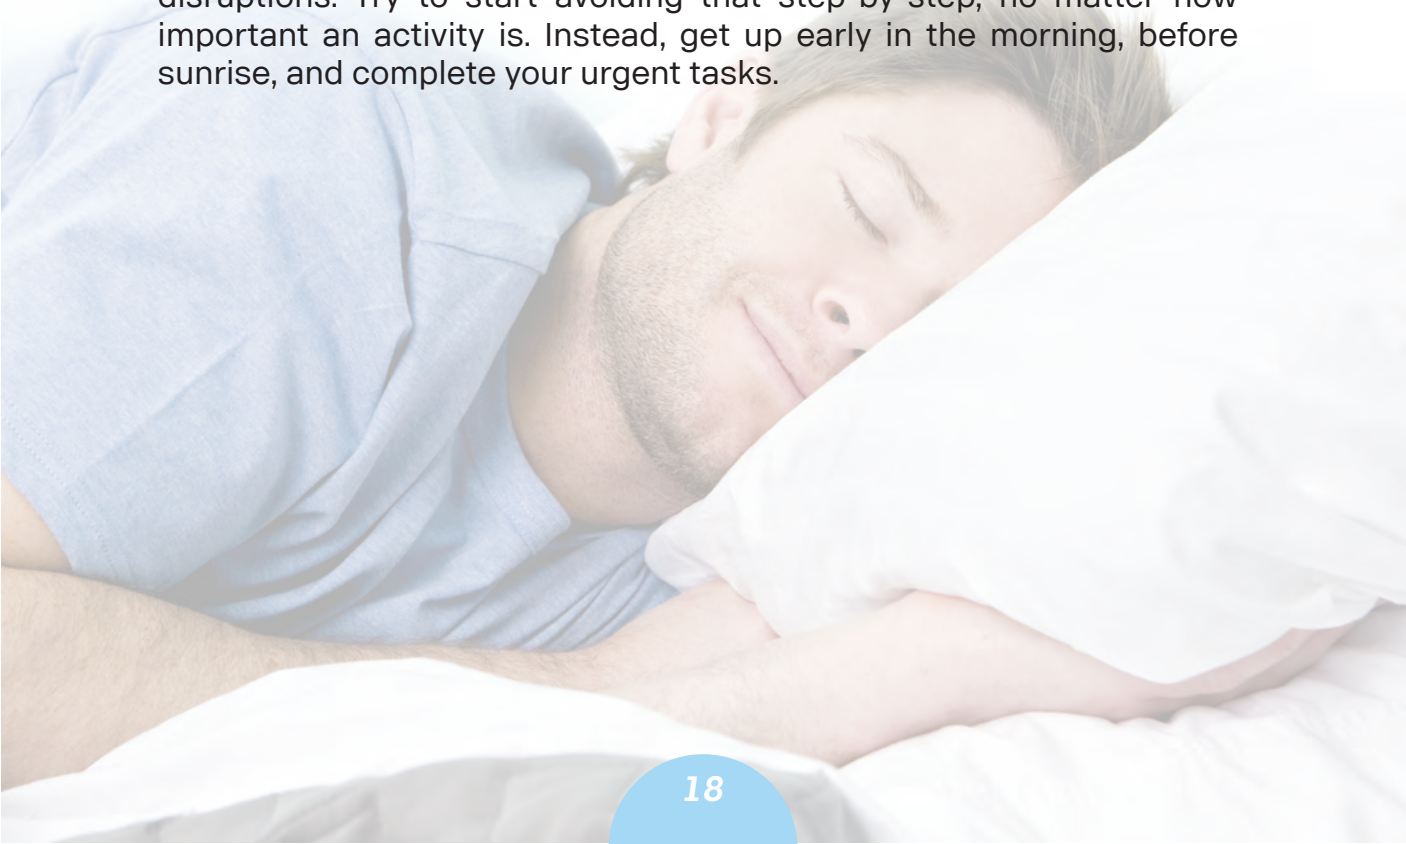 disruptions. Try to start avoiding that step by step, no matter how
important an activity is. Instead, get up early in the morning, before
sunrise, and complete your urgent tasks.
18